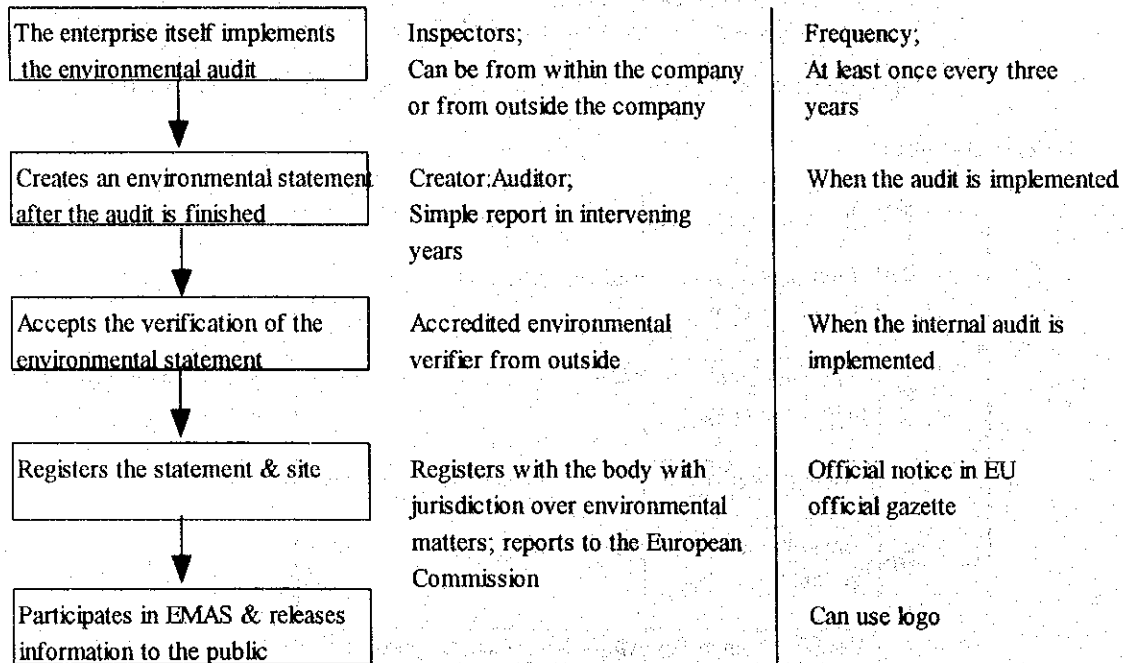 The enterprise itself implements
the environmental audit
Inspectors;
Can be from within the company
or from outside the company
Frequency;
At least once every three
years
Creates an environmental statement
after the audit is finished
Creator:Auditor;
Simple report in intervening
years
When the audit is implemented
Accepts the verification of the
environmental statement
Accredited environmental
verifier from outside
When the internal audit is
implemented
Registers the statement & site
Registers with the body with
jurisdiction over environmental
matters; reports to the European
Commission
Official notice in EU
official gazette
Participates in EMAS & releases
information to the public
Can use logo